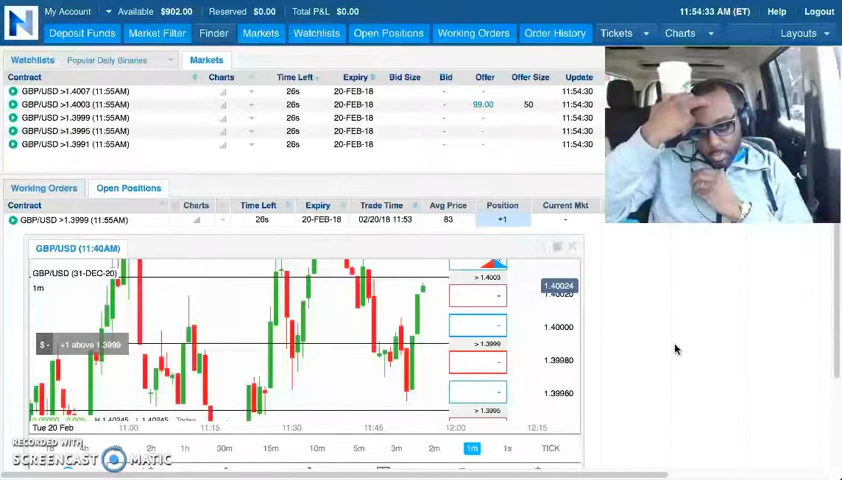 My Account Available $902.00 Reserved $0.00 Total P&L $0.00 11:54:33 AM (ET) Help Logout
N
Deposit Funds Market Filter Finder Markets Watchlists Open Positions Working Orders Order History Tickets Charts Layouts
Watchlists Popular Daily Binaries Markets
Contract Charts Time Left Expiry Bid Size Bid Offer Offer Size Update
GBP/USD >1.4007 (11:55AM) 26s 20-FEB-18 - - 11:54:30
GBP/USD >1.4003 (11:55AM) 26s 20-FEB-18 - 99.00 50 11:54:30
GBP/USD >1.3999 (11:55AM) 26s 20-FEB-18 - - 11:54:30
GBP/USD >1.3995 (11:55AM) 26s 20-FEB-18 - - 11:54:30
GBP/USD >1.3991 (11:55AM) 26s 20-FEB-18 - - 11:54:30
Working Orders Open Positions
Contract Charts Time Left Expiry Trade Time Avg Price Position Current Mkt
GBP/USD >1.3999 (11:55AM) 26s 20-FEB-18 02/20/18 11:53 83 +1 -
GBP/USD (11:40AM)
GBP/USD (31-DEC-20)
> 1.4003
1m
1.40024
1.40020
1.40000
$ - +1 above 1.3999
> 1.3999
1.39980
1.39960
> 1.3995
H 1.40245 L 1.40245 Today
Tue 20 Feb 11:00 11:15 11:30 11:45 12:00 12:15
1d 4h 2h 1h 30m 15m 10m 5m 3m 2m 1m 1s TICK
RECORDED WITH
SCREENCAST MATIC